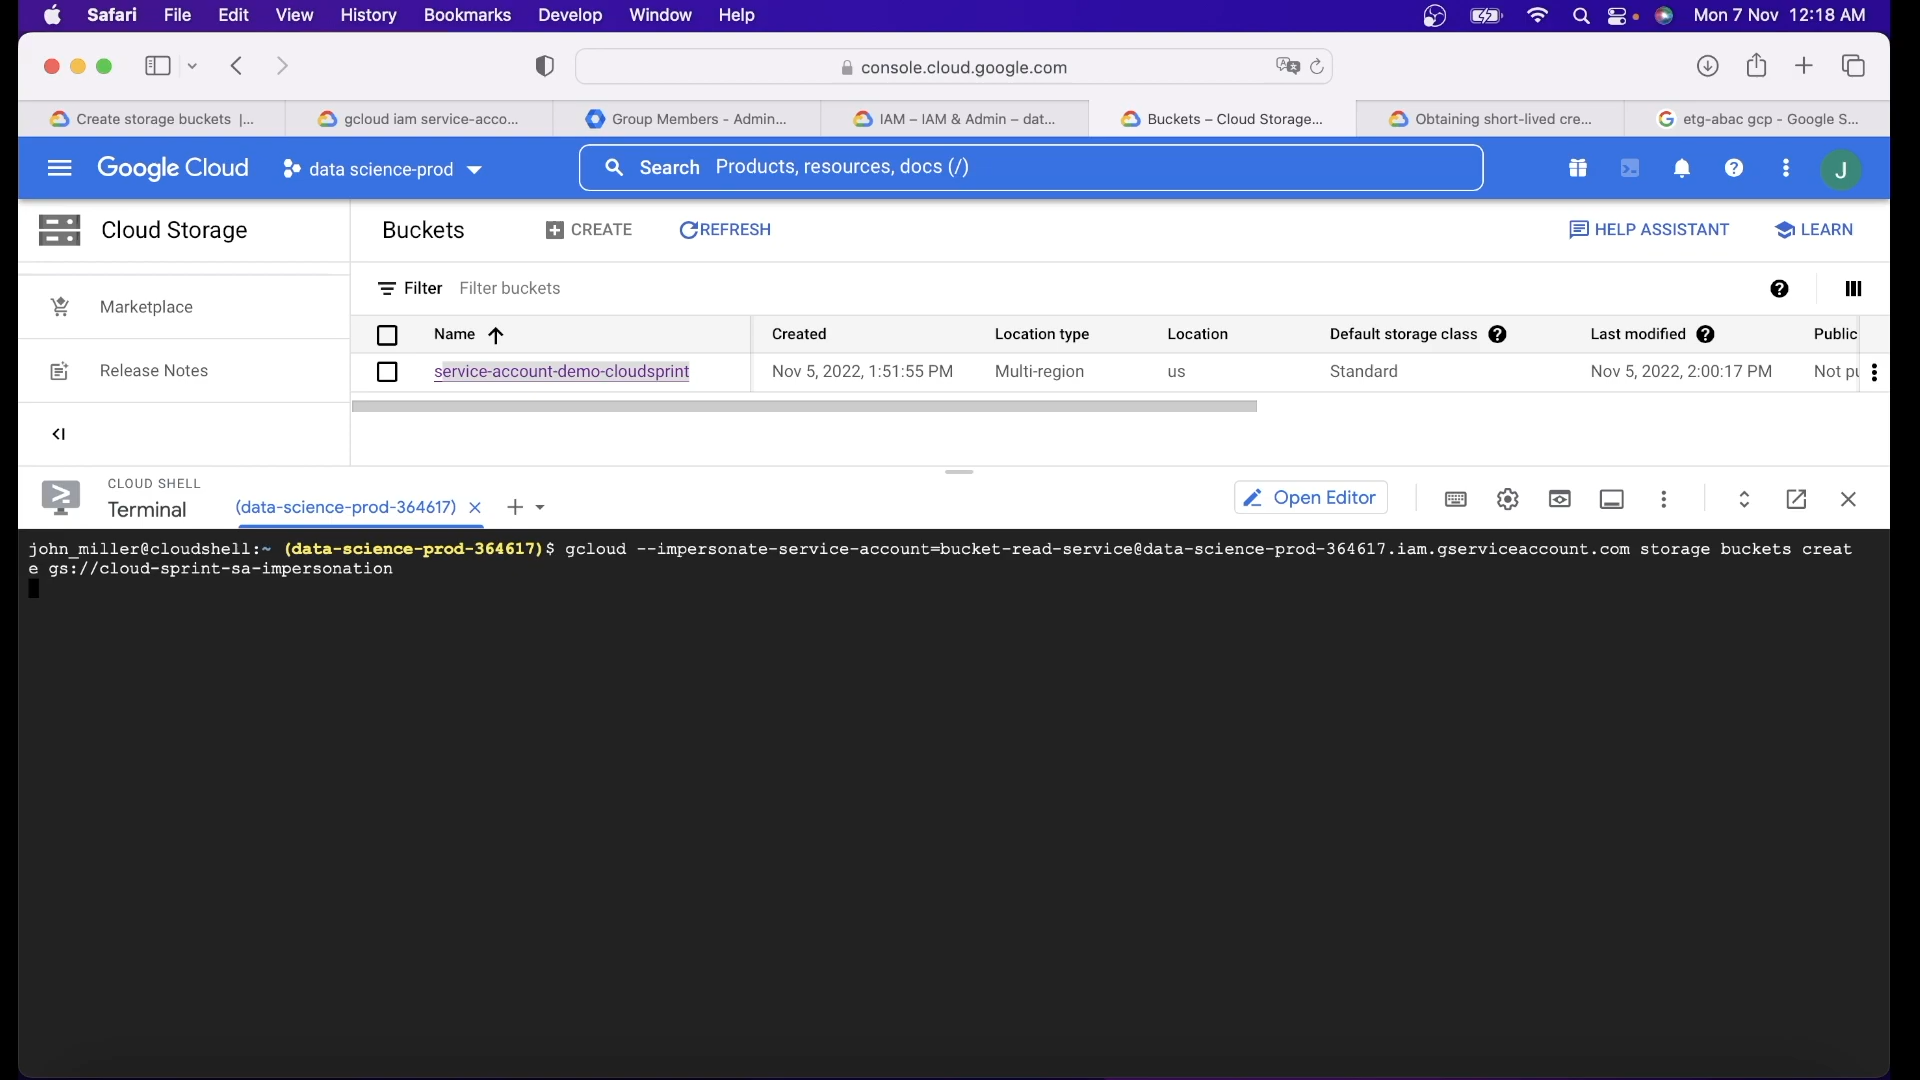 Safari File Edit View History Bookmarks Develop Window Help Mon 7 Nov 12:18 AM
console.cloud.google.com
Create storage buckets |... gcloud iam service-acco... Group Members - Admin... IAM – IAM & Admin – dat... Buckets – Cloud Storage... Obtaining short-lived cre... etg-abac gcp - Google S...
Google Cloud data science-prod Search Products, resources, docs (/) J
Cloud Storage Buckets CREATE REFRESH HELP ASSISTANT LEARN
Filter Filter buckets
Marketplace
Name Created Location type Location Default storage class Last modified Public
Release Notes
service-account-demo-cloudsprint Nov 5, 2022, 1:51:55 PM Multi-region us Standard Nov 5, 2022, 2:00:17 PM Not pu
CLOUD SHELL
Terminal (data-science-prod-364617) Open Editor
john_miller@cloudshell:~ (data-science-prod-364617)$ gcloud --impersonate-service-account=bucket-read-service@data-science-prod-364617.iam.gserviceaccount.com storage buckets creat
e gs://cloud-sprint-sa-impersonation